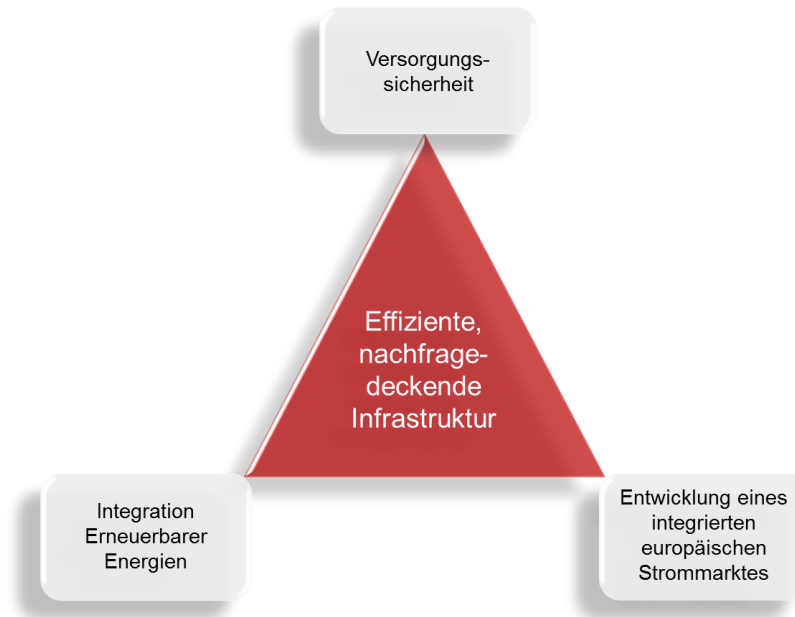 Versorgungs-
sicherheit
Effiziente,
nachfrage-
deckende
Infrastruktur
Integration
Erneuerbarer
Energien
Entwicklung eines
integrierten
europäischen
Strommarktes